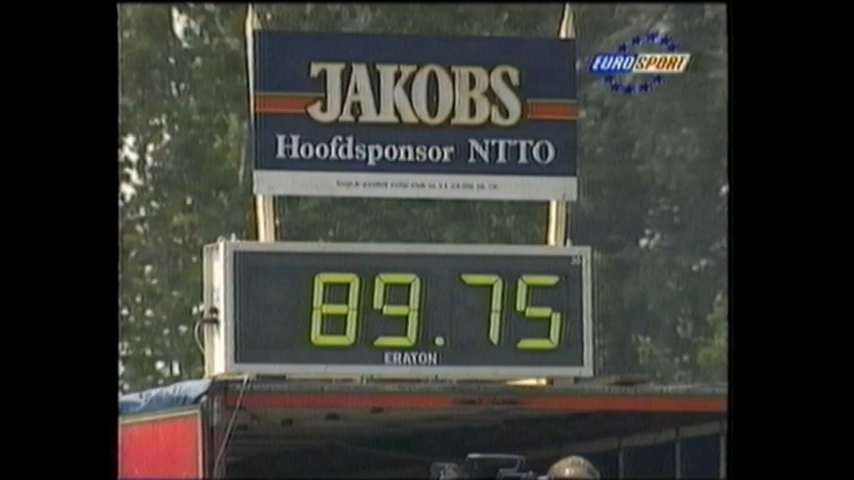 JAKOBS
EUROSPORT
Hoofdsponsor NTTO
89.75
ERATON